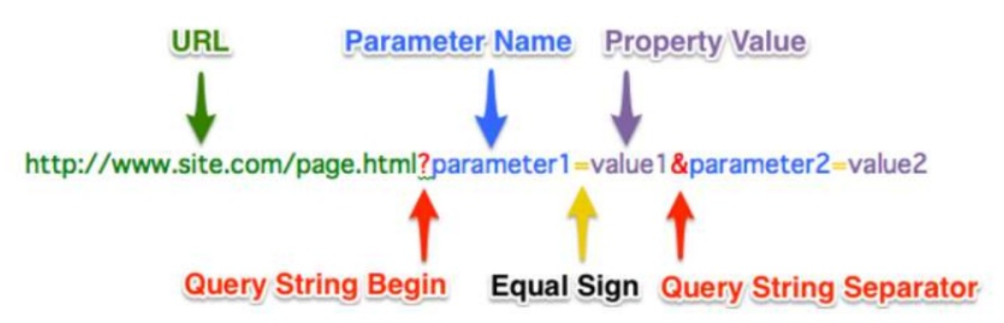 URL Parameter Name Property Value
http://www.site.com/page.html?parameter1=value1&parameter2=value2
Query String Begin Equal Sign Query String Separator